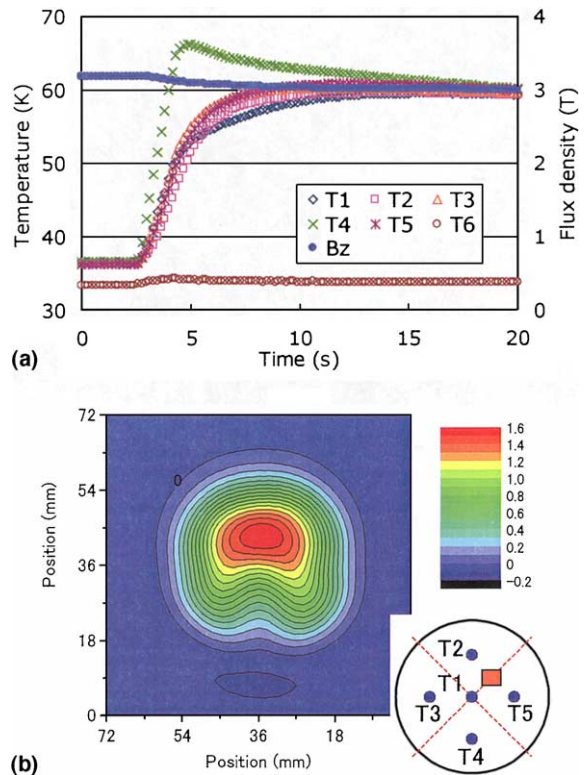 70
60
50
40
30
Temperature (K)
4
3
2
1
0
Flux density (T)
T1 T2 T3
T4 T5 T6
Bz
0 5 10 15 20
Time (s)
(a)
72
54
36
18
0
Position (mm)
0
72 54 36 18
Position (mm)
1.6
1.4
1.2
1.0
0.8
0.6
0.4
0.2
0
−0.2
T2
T1
T3 T5
T4
(b)